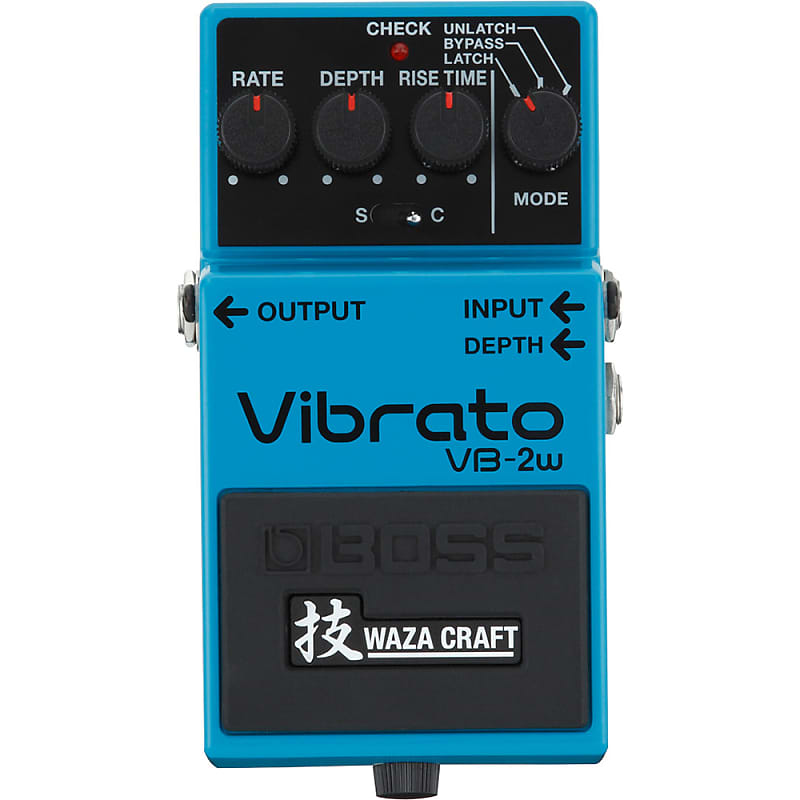 CHECK
UNLATCH
BYPASS
LATCH
RATE
DEPTH
RISE TIME
S
C
MODE
OUTPUT
INPUT
DEPTH
Vibrato
VB-2w
BOSS
技 WAZA CRAFT